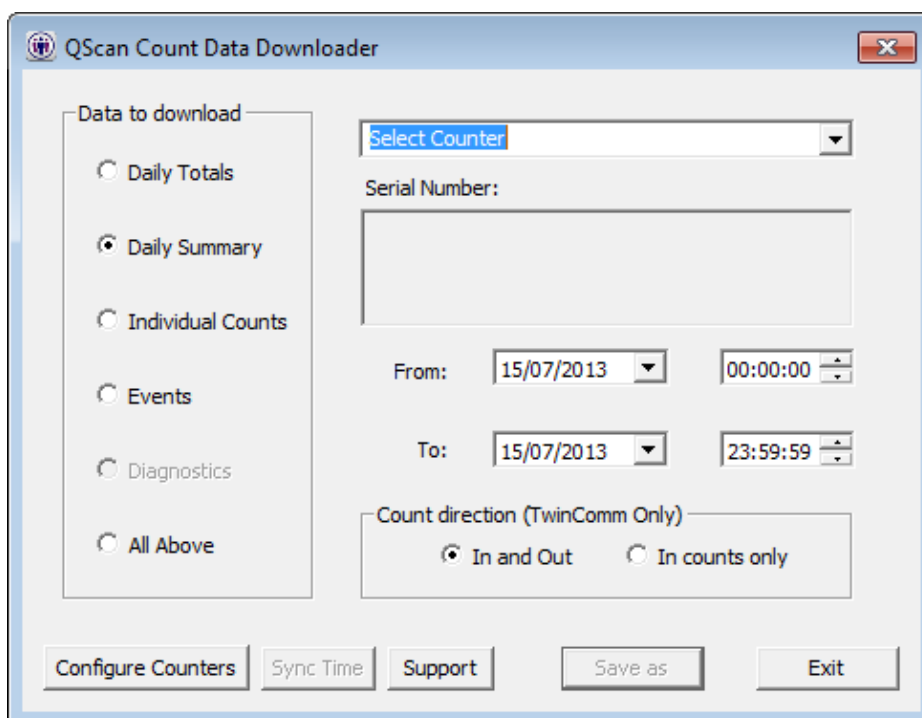 QScan Count Data Downloader
Data to download
Daily Totals
Daily Summary
Individual Counts
Events
Diagnostics
All Above
Select Counter
Serial Number:
From: 15/07/2013 00:00:00
To: 15/07/2013 23:59:59
Count direction (TwinComm Only)
In and Out In counts only
Configure Counters Sync Time Support Save as Exit